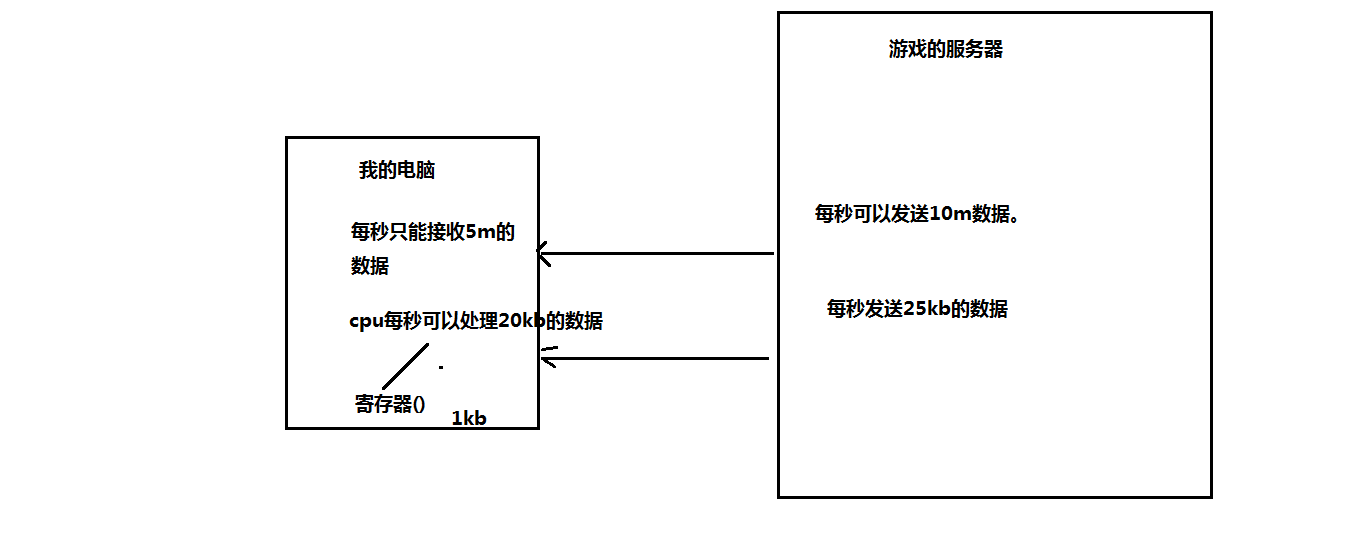 游戏的服务器
我的电脑
每秒只能接收5m的
数据
每秒可以发送10m数据。
cpu每秒可以处理20kb的数据
每秒发送25kb的数据
寄存器()
1kb